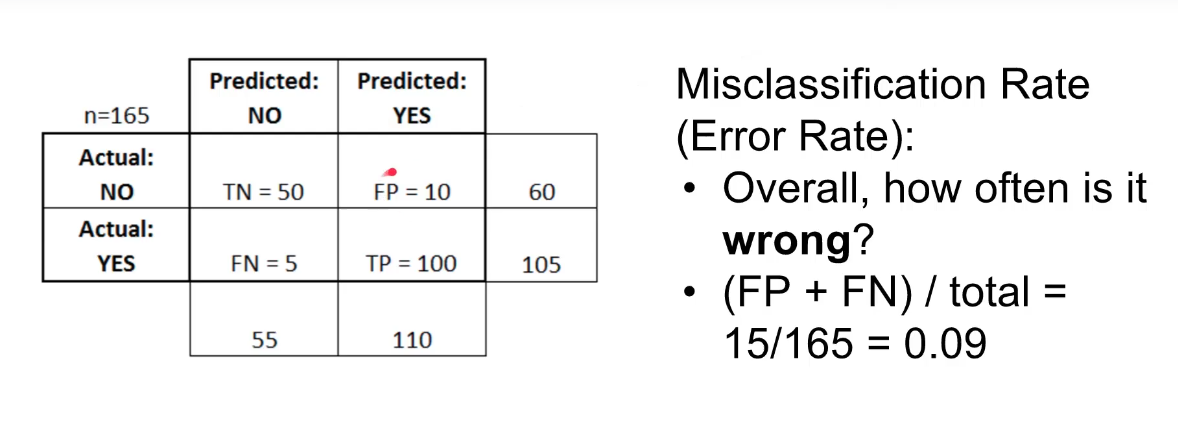 Predicted: Predicted:
n=165 NO YES
Actual:
NO TN = 50 FP = 10 60
Actual:
YES FN = 5 TP = 100 105
55 110
Misclassification Rate
(Error Rate):
• Overall, how often is it
wrong?
• (FP + FN) / total =
15/165 = 0.09